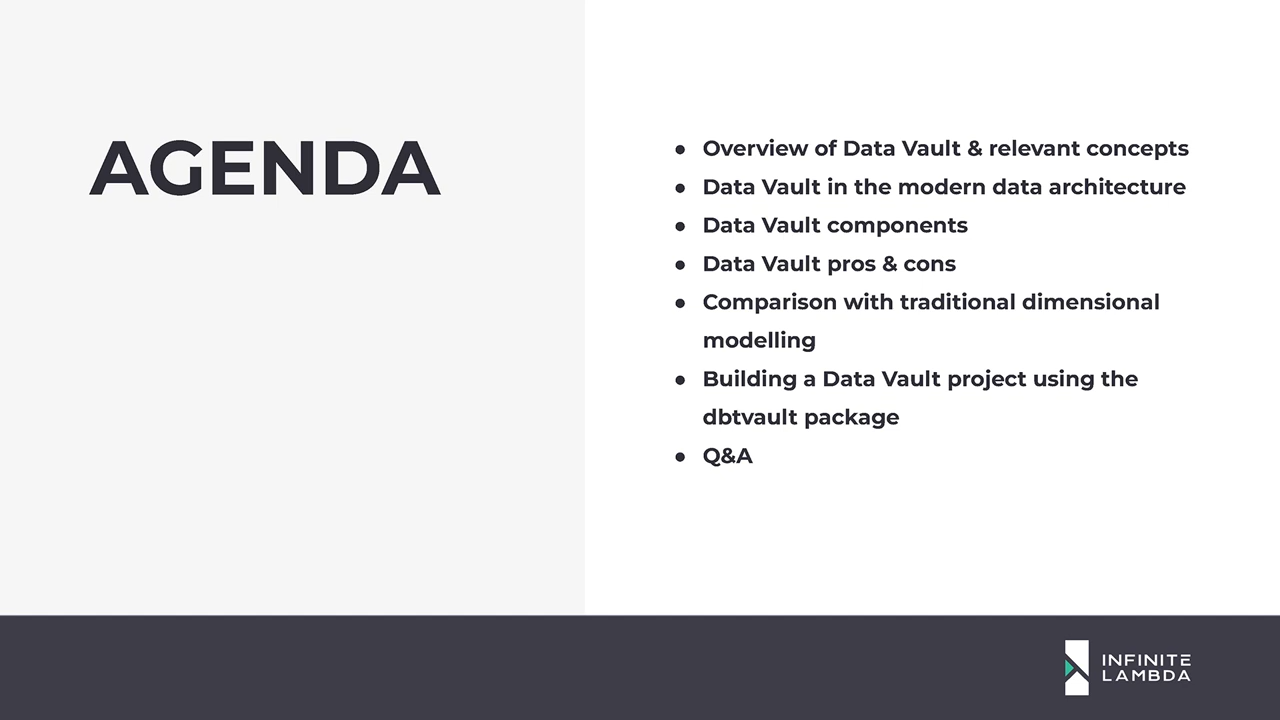 AGENDA
● Overview of Data Vault & relevant concepts
● Data Vault in the modern data architecture
● Data Vault components
● Data Vault pros & cons
● Comparison with traditional dimensional
modelling
● Building a Data Vault project using the
dbtvault package
● Q&A
INFINITE
LAMBDA